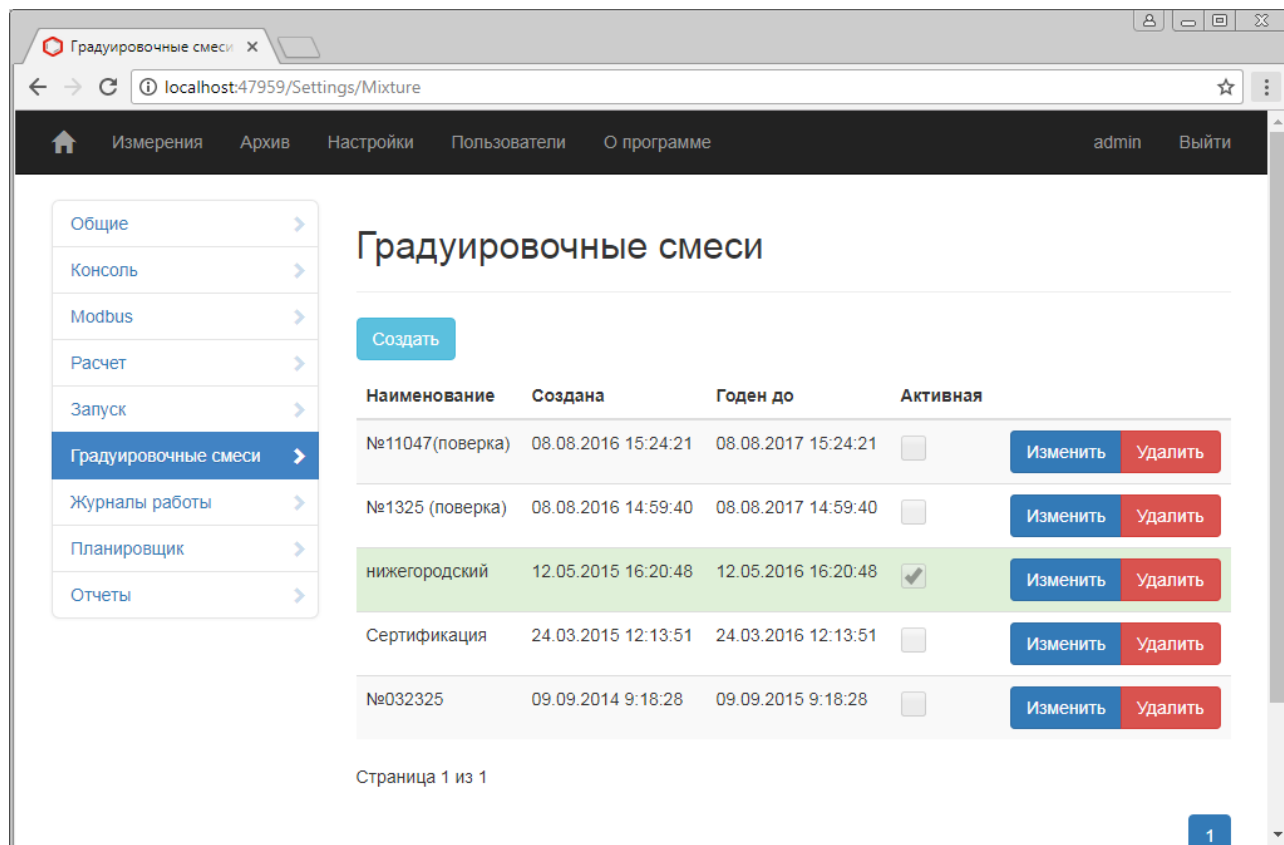 Градуировочные смеси
localhost:47959/Settings/Mixture
Измерения Архив Настройки Пользователи О программе admin Выйти
Общие
Консоль
Modbus
Расчет
Запуск
Градуировочные смеси
Журналы работы
Планировщик
Отчеты
Градуировочные смеси
Создать
Наименование Создана Годен до Активная
№11047(поверка) 08.08.2016 15:24:21 08.08.2017 15:24:21 Изменить Удалить
№1325 (поверка) 08.08.2016 14:59:40 08.08.2017 14:59:40 Изменить Удалить
нижегородский 12.05.2015 16:20:48 12.05.2016 16:20:48 Изменить Удалить
Сертификация 24.03.2015 12:13:51 24.03.2016 12:13:51 Изменить Удалить
№032325 09.09.2014 9:18:28 09.09.2015 9:18:28 Изменить Удалить
Страница 1 из 1
1